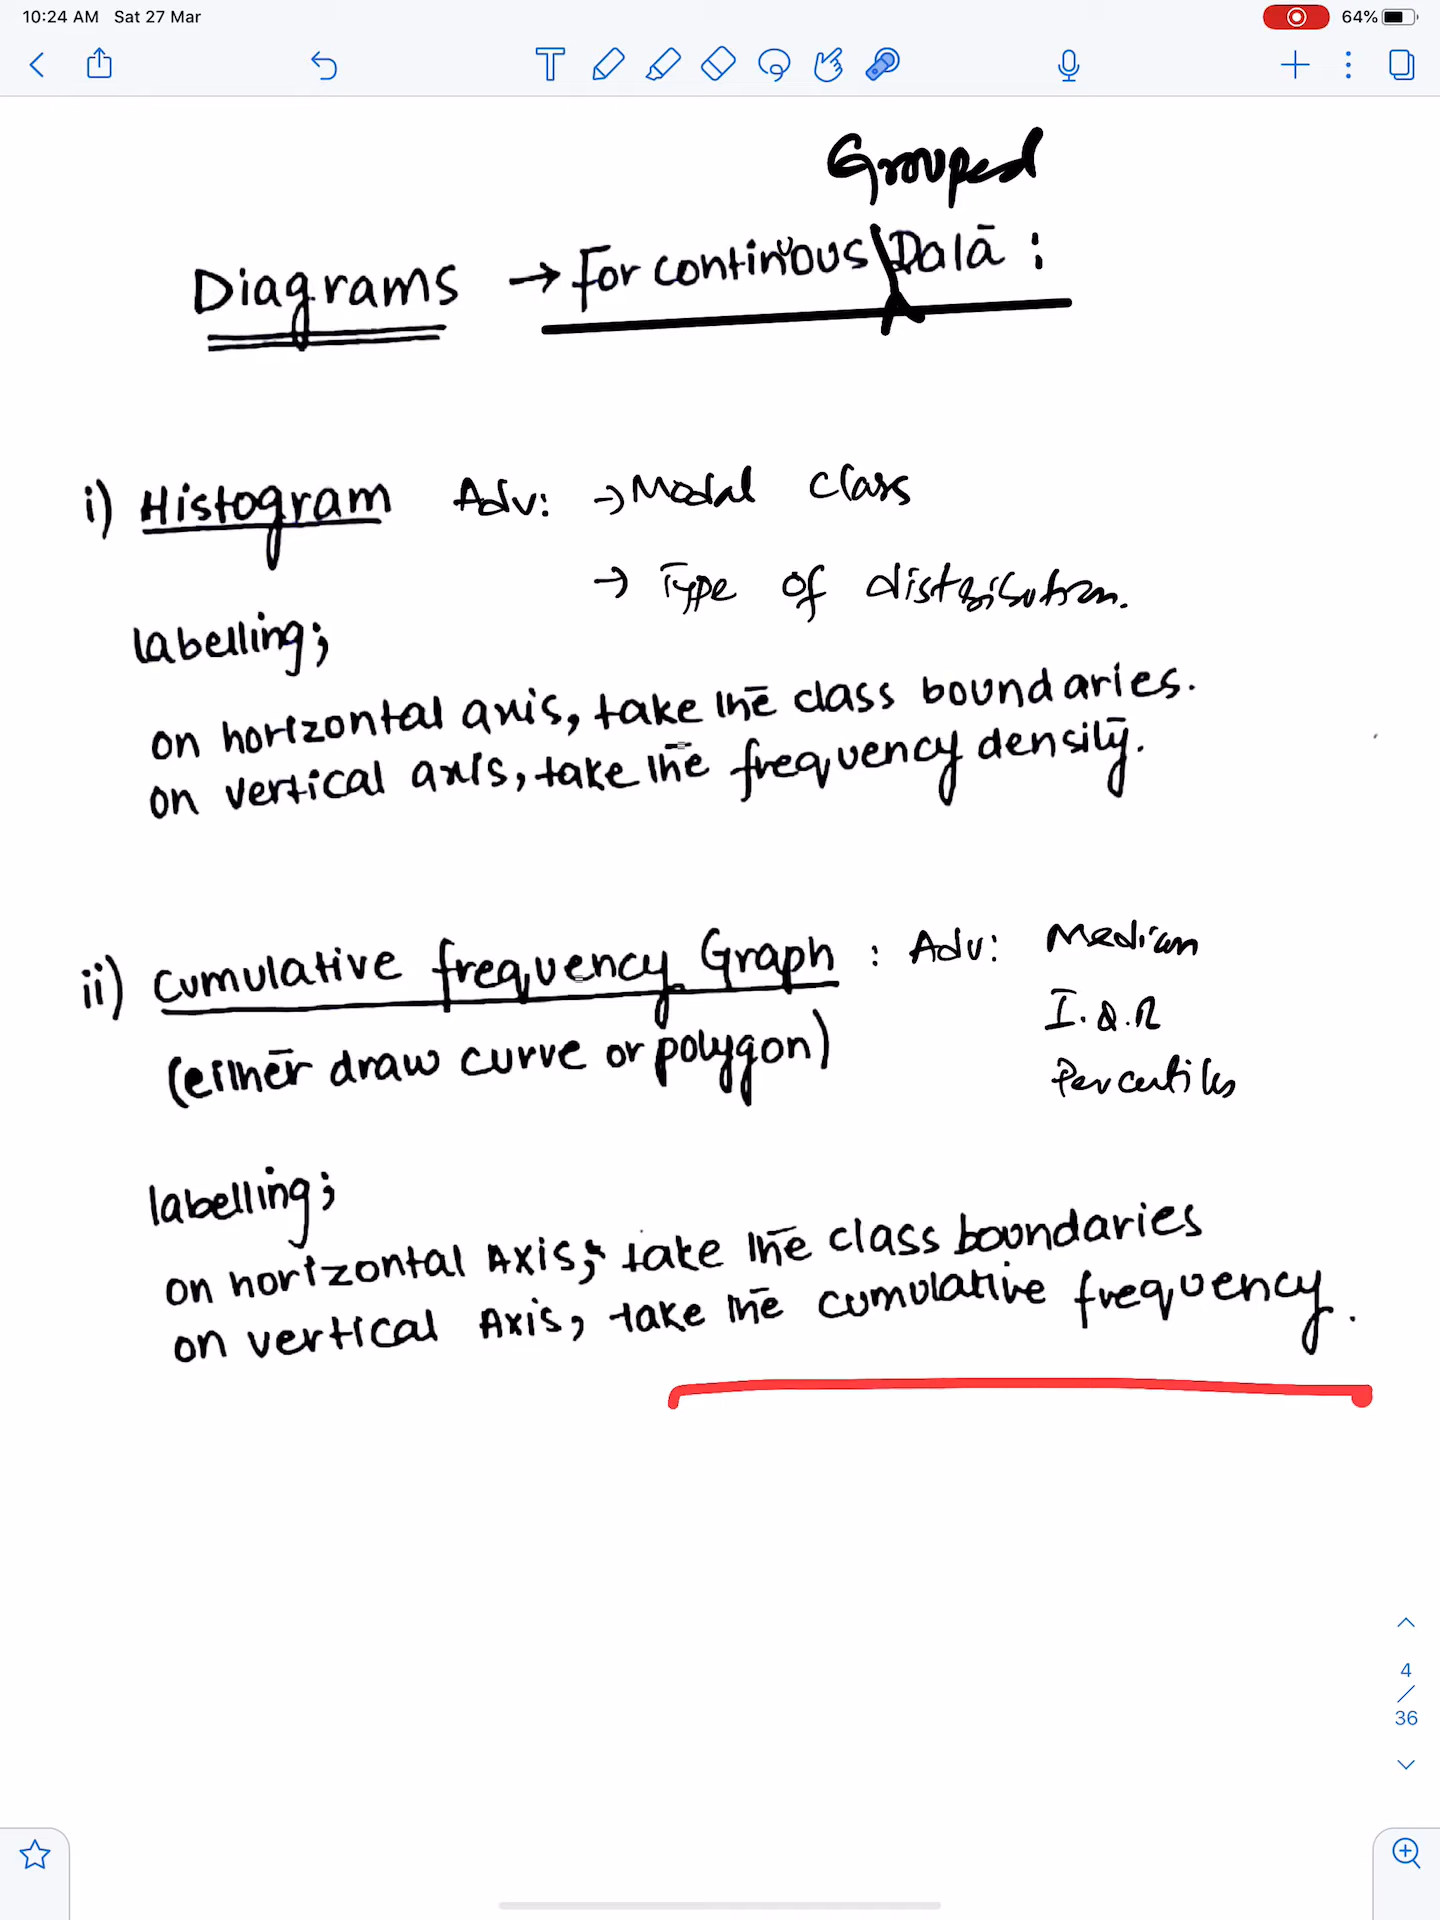 10:24 AM Sat 27 Mar
64%
Grouped
Diagrams → For continuous Data :
i) Histogram Adv: → Modal class
→ Type of distribution.
labelling;
on horizontal axis, take the class boundaries.
on vertical axis, take the frequency density.
ii) Cumulative frequency Graph : Adv: Median
I.Q.R
(either draw curve or polygon)
Percentiles
labelling;
on horizontal Axis, take the class boundaries
on vertical Axis, take the cumulative frequency.
4
/
36